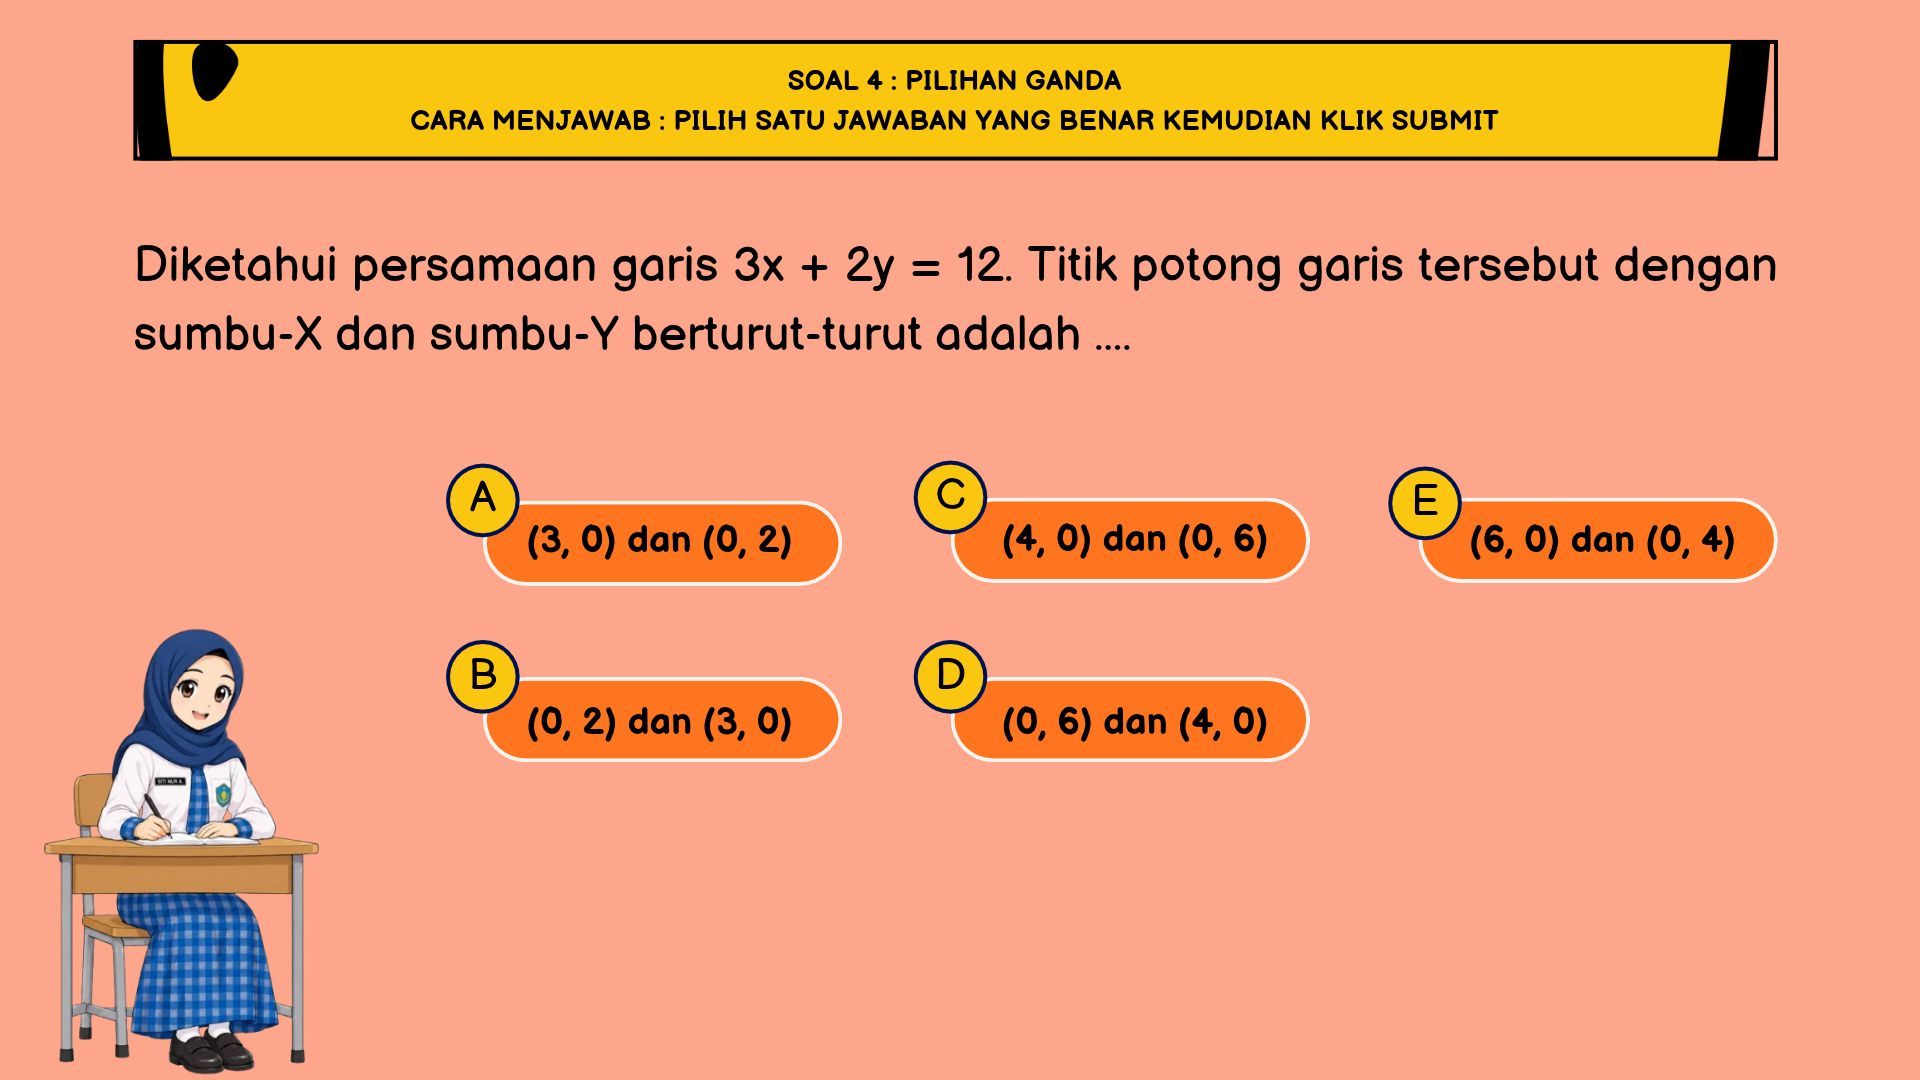 SOAL 4 : PILIHAN GANDA
CARA MENJAWAB : PILIH SATU JAWABAN YANG BENAR KEMUDIAN KLIK SUBMIT
Diketahui persamaan garis 3x + 2y = 12. Titik potong garis tersebut dengan
sumbu-X dan sumbu-Y berturut-turut adalah ....
A
(3, 0) dan (0, 2)
B
(0, 2) dan (3, 0)
C
(4, 0) dan (0, 6)
D
(0, 6) dan (4, 0)
E
(6, 0) dan (0, 4)
SITI NUR A.